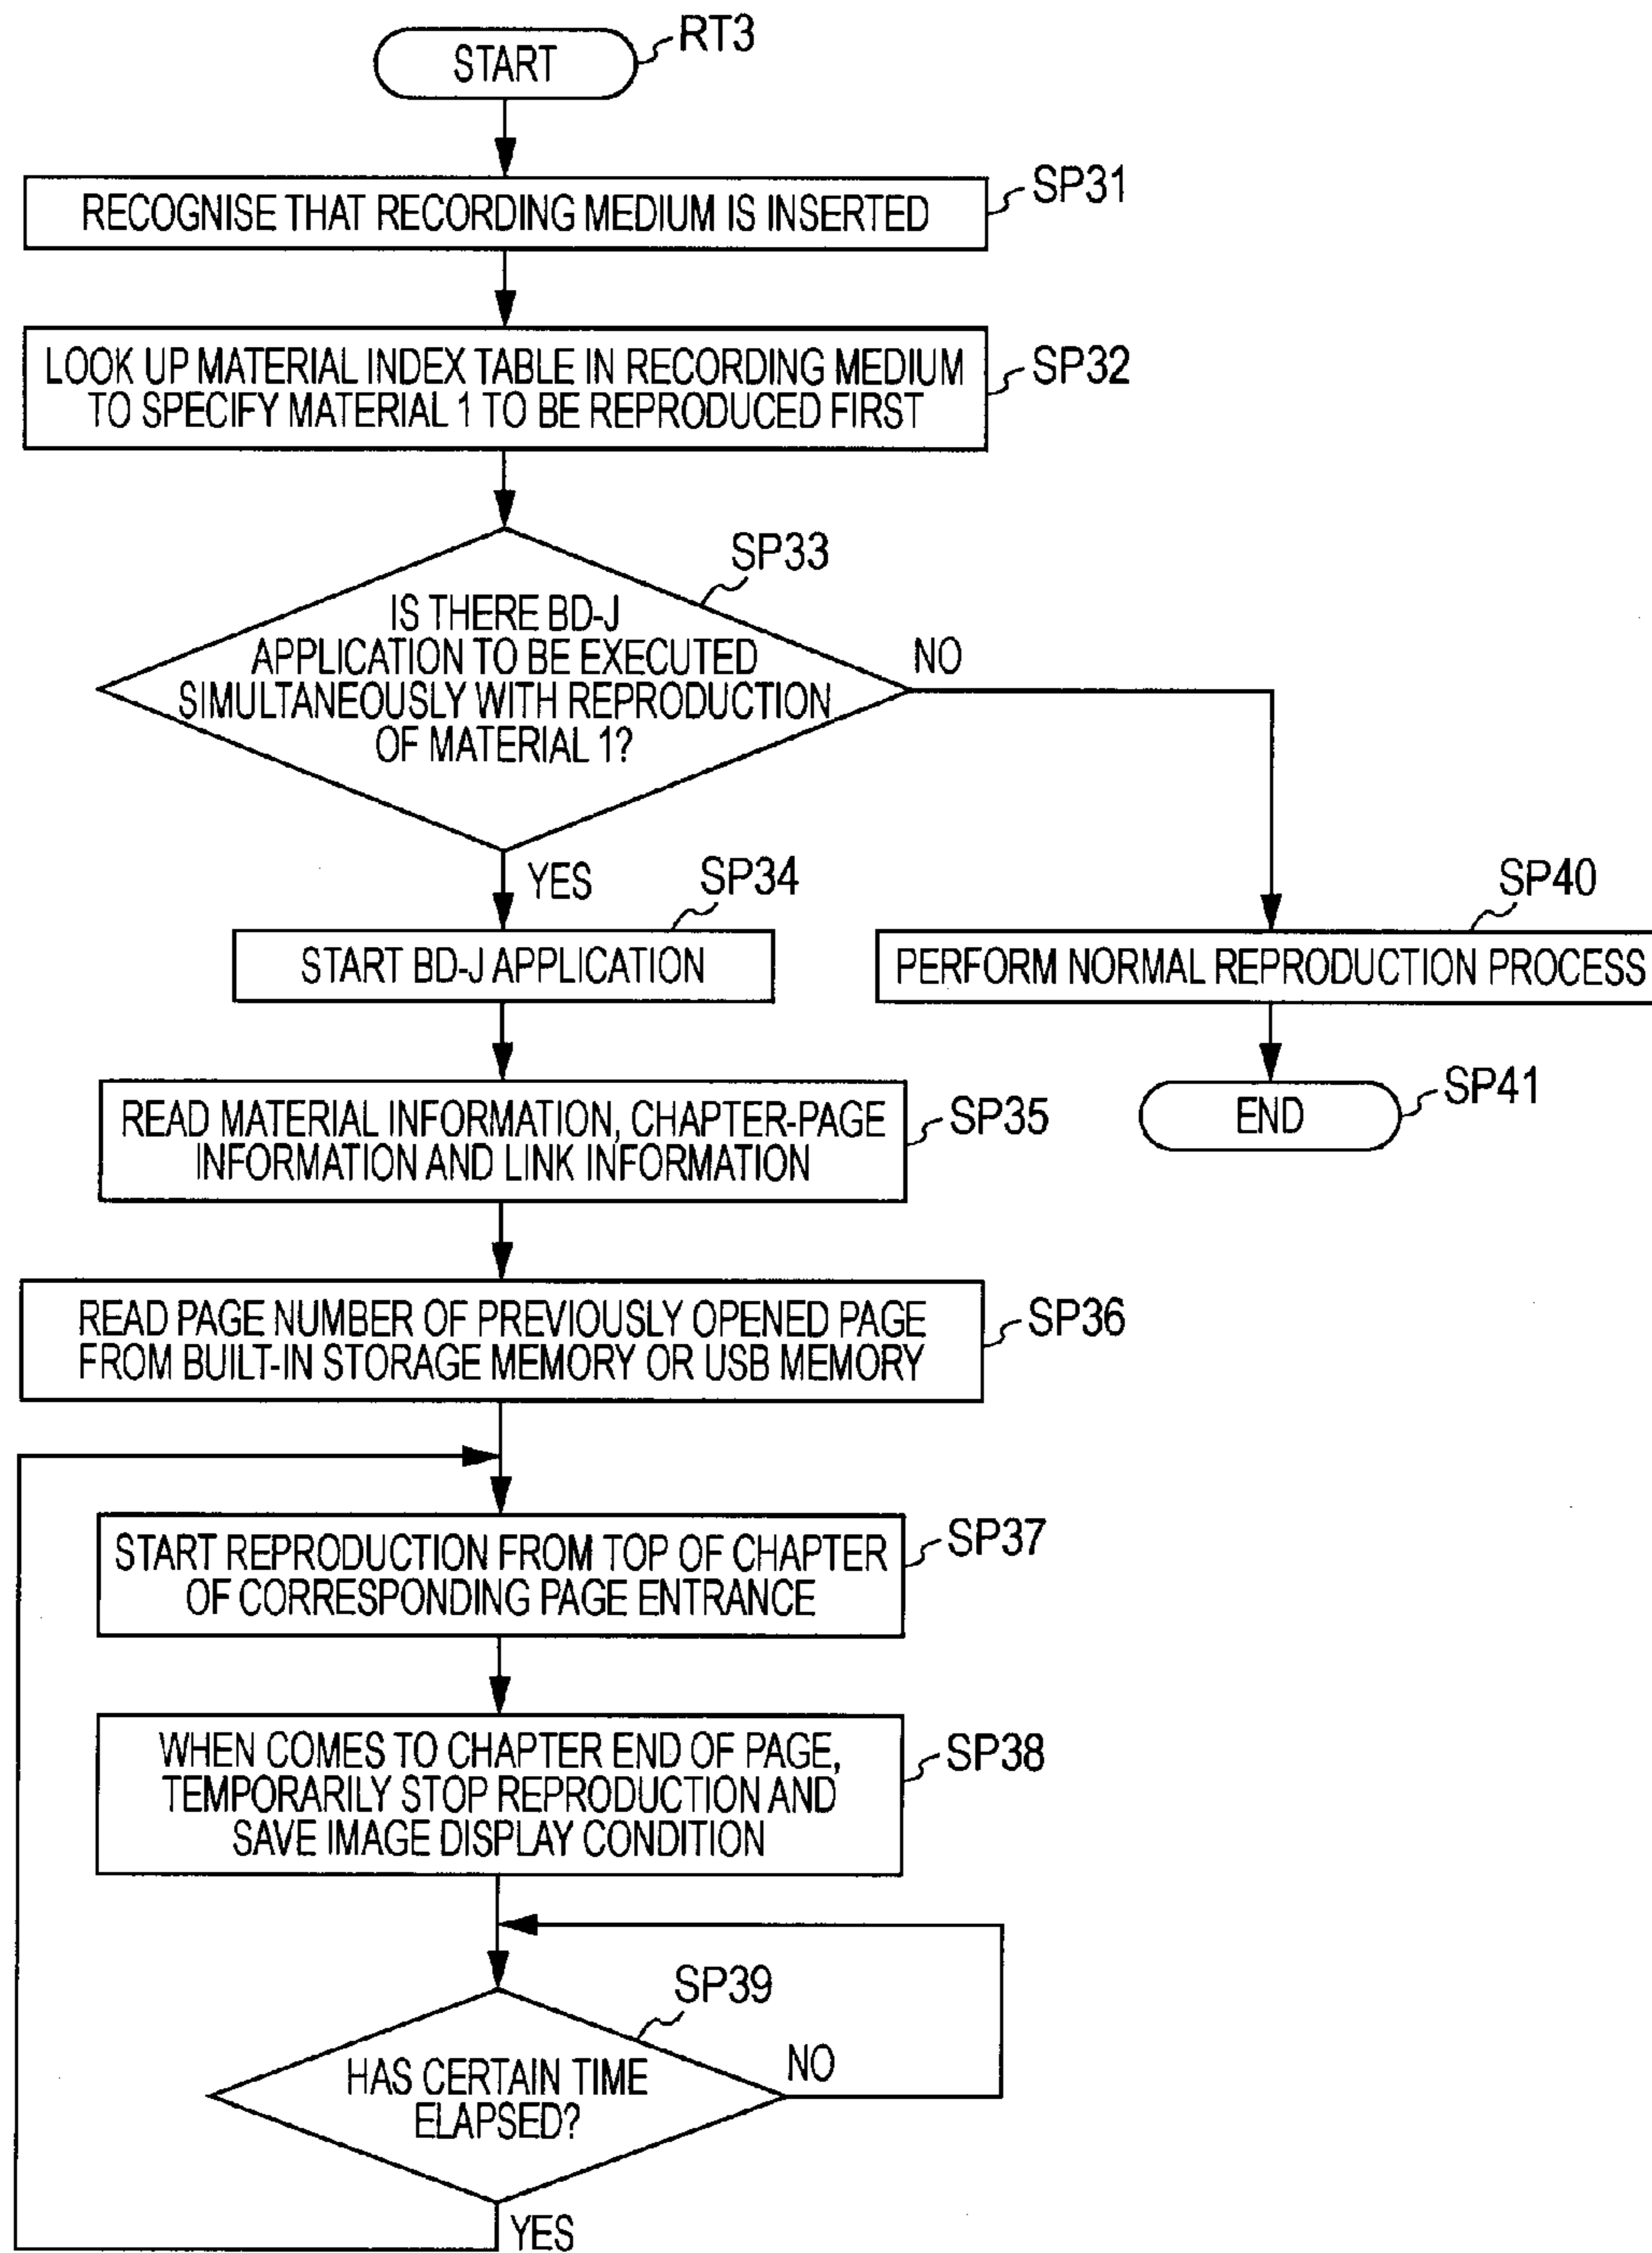 START
RT3
RECOGNISE THAT RECORDING MEDIUM IS INSERTED
SP31
LOOK UP MATERIAL INDEX TABLE IN RECORDING MEDIUM
TO SPECIFY MATERIAL 1 TO BE REPRODUCED FIRST
SP32
SP33
IS THERE BD-J
APPLICATION TO BE EXECUTED
SIMULTANEOUSLY WITH REPRODUCTION
OF MATERIAL 1?
NO
YES
SP34
START BD-J APPLICATION
SP40
PERFORM NORMAL REPRODUCTION PROCESS
READ MATERIAL INFORMATION, CHAPTER-PAGE
INFORMATION AND LINK INFORMATION
SP35
END
SP41
READ PAGE NUMBER OF PREVIOUSLY OPENED PAGE
FROM BUILT-IN STORAGE MEMORY OR USB MEMORY
SP36
START REPRODUCTION FROM TOP OF CHAPTER
OF CORRESPONDING PAGE ENTRANCE
SP37
WHEN COMES TO CHAPTER END OF PAGE,
TEMPORARILY STOP REPRODUCTION AND
SAVE IMAGE DISPLAY CONDITION
SP38
SP39
HAS CERTAIN TIME
ELAPSED?
NO
YES